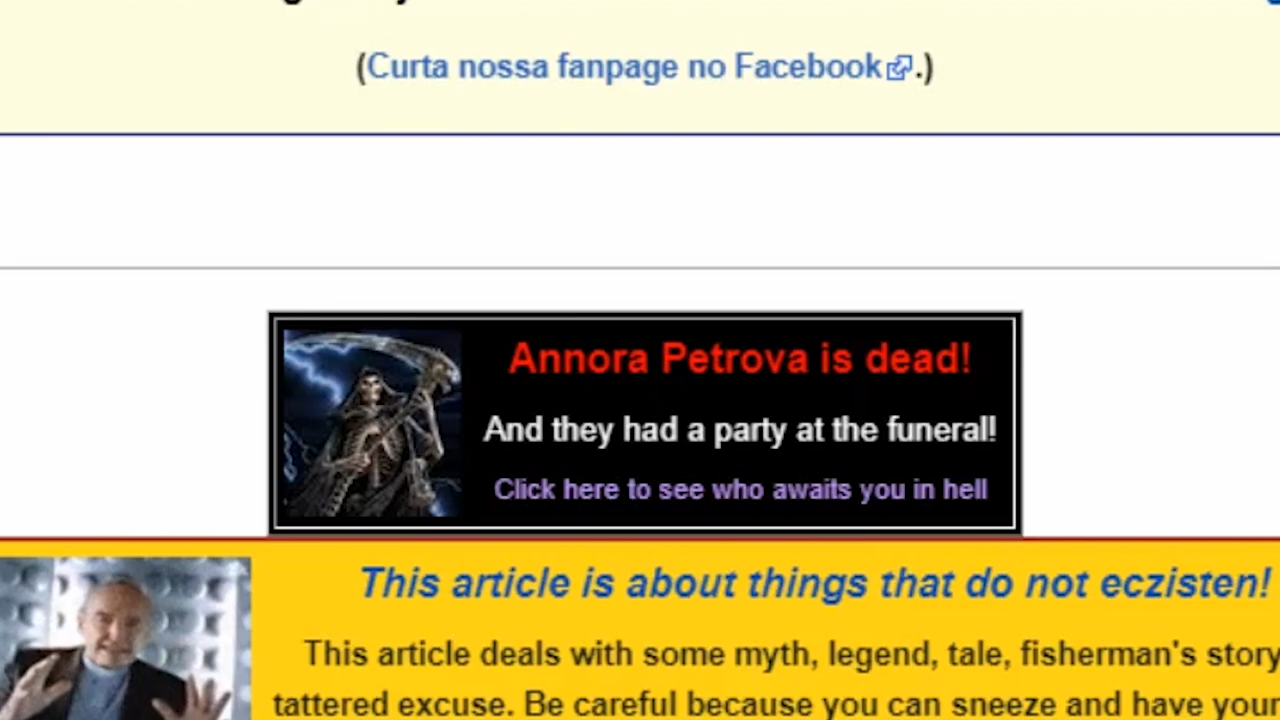 (Curta nossa fanpage no Facebook.)
Annora Petrova is dead!
And they had a party at the funeral!
Click here to see who awaits you in hell
This article is about things that do not eczisten!
This article deals with some myth, legend, tale, fisherman's story
tattered excuse. Be careful because you can sneeze and have your